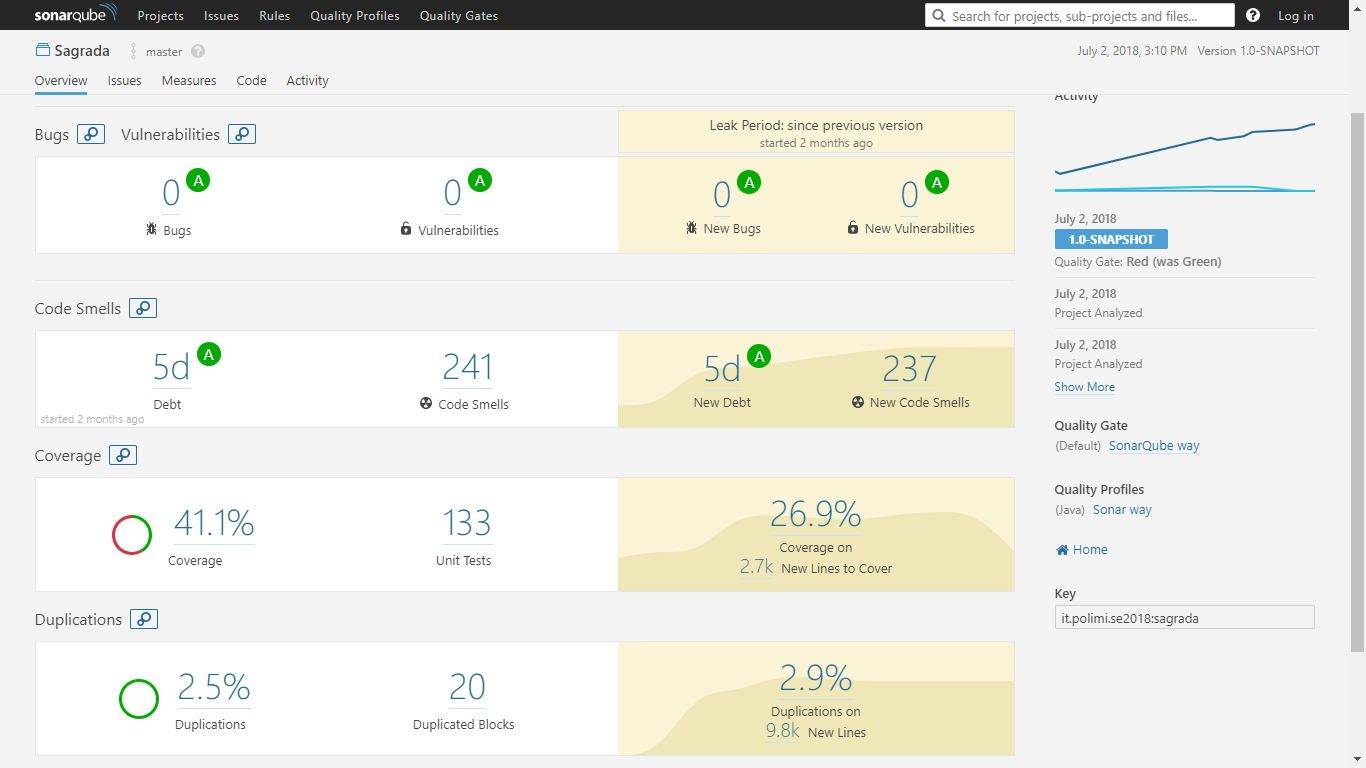 sonarqube Projects Issues Rules Quality Profiles Quality Gates Search for projects, sub-projects and files... ? Log in
Sagrada master ? July 2, 2018, 3:10 PM Version 1.0-SNAPSHOT
Overview Issues Measures Code Activity
Bugs Vulnerabilities
Leak Period: since previous version
started 2 months ago
0 A
Bugs
0 A
Vulnerabilities
0 A
New Bugs
0 A
New Vulnerabilities
Code Smells
5d A
Debt
241
Code Smells
started 2 months ago
5d A
New Debt
237
New Code Smells
Coverage
41.1%
Coverage
133
Unit Tests
26.9%
Coverage on
2.7k New Lines to Cover
Duplications
2.5%
Duplications
20
Duplicated Blocks
2.9%
Duplications on
9.8k New Lines
Activity
July 2, 2018
1.0-SNAPSHOT
Quality Gate: Red (was Green)
July 2, 2018
Project Analyzed
July 2, 2018
Project Analyzed
Show More
Quality Gate
(Default) SonarQube way
Quality Profiles
(Java) Sonar way
Home
Key
it.polimi.se2018:sagrada